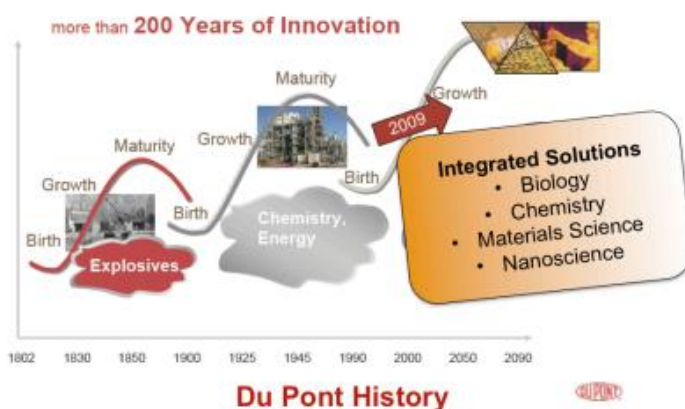 more than 200 Years of Innovation
Maturity
Growth
Birth
Explosives
Maturity
Growth
Birth
Chemistry,
Energy
2009
Growth
Birth
Integrated Solutions
• Biology
• Chemistry
• Materials Science
• Nanoscience
1802 1830 1850 1900 1925 1945 1990 2000 2050 2090
Du Pont History
DUPONT